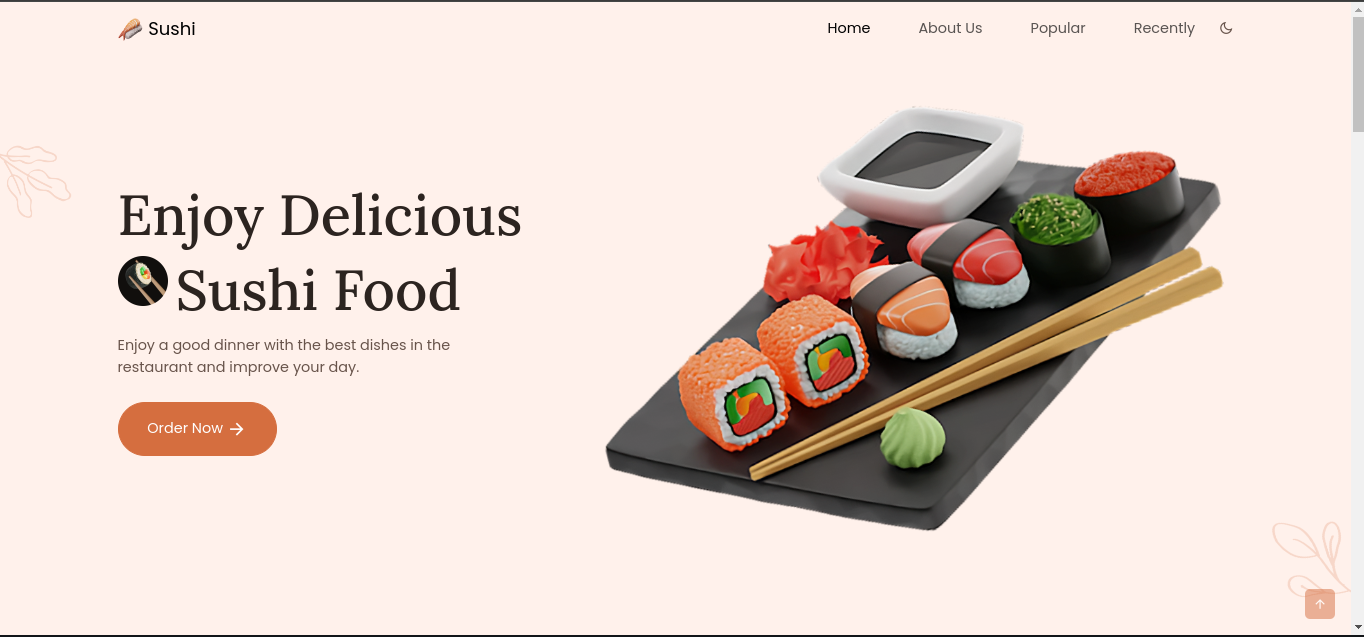 Sushi
Home
About Us
Popular
Recently
Enjoy Delicious
Sushi Food
Enjoy a good dinner with the best dishes in the
restaurant and improve your day.
Order Now